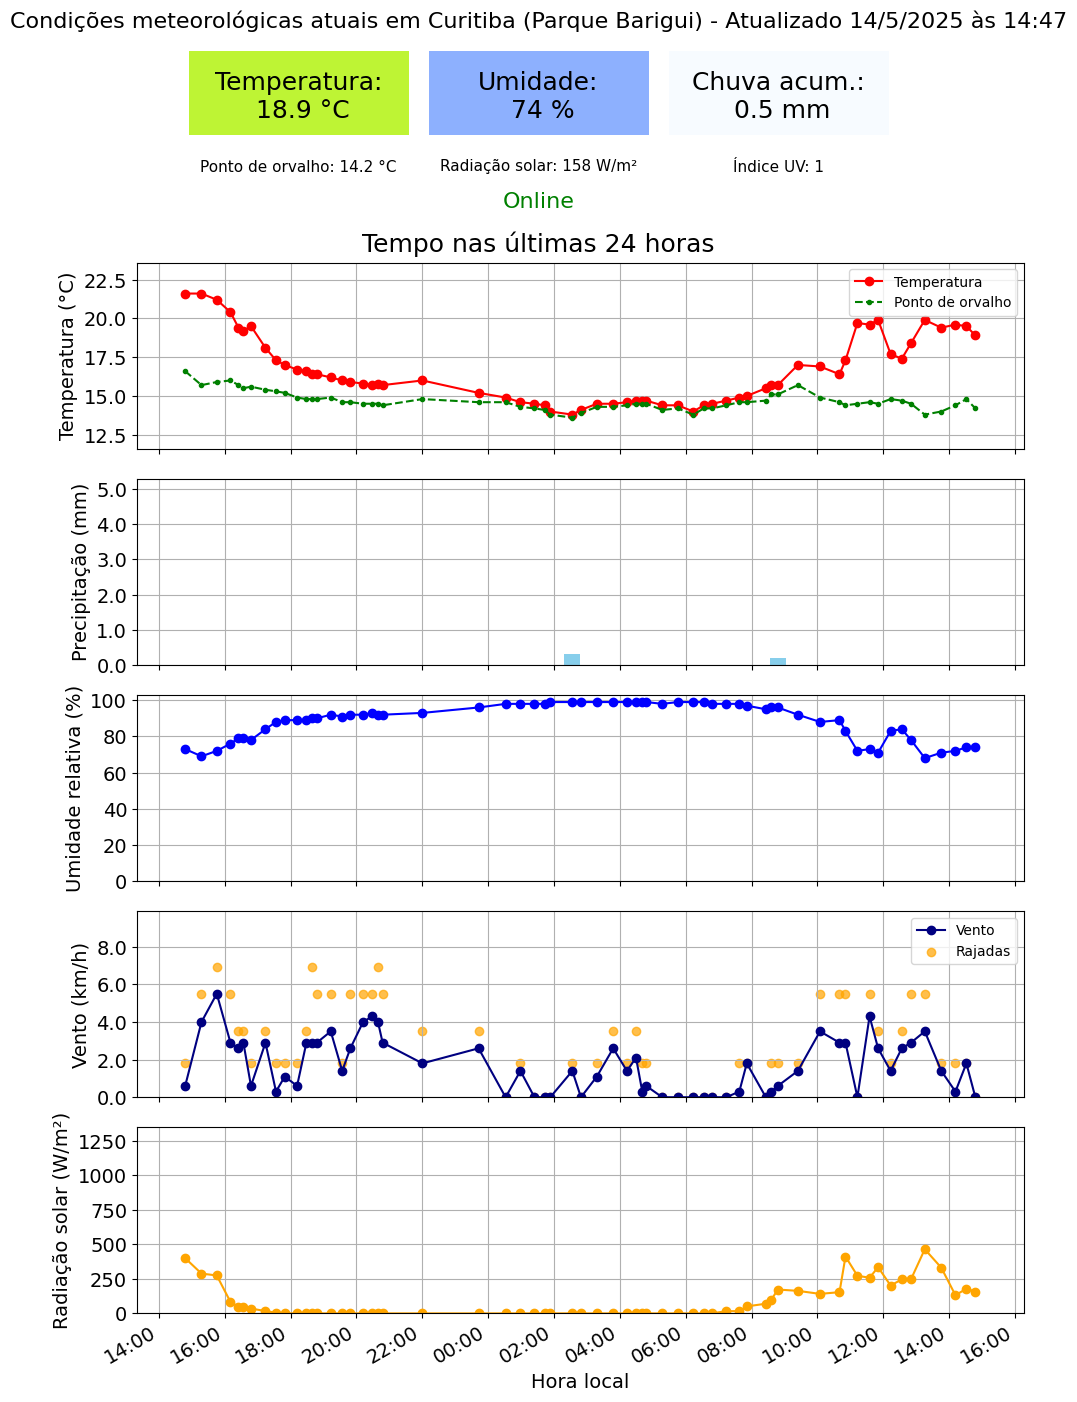 Condições meteorológicas atuais em Curitiba (Parque Barigui) - Atualizado 14/5/2025 às 14:47
Temperatura:
18.9 °C
Umidade:
74 %
Chuva acum.:
0.5 mm
Ponto de orvalho: 14.2 °C
Radiação solar: 158 W/m²
Índice UV: 1
Online
Tempo nas últimas 24 horas
Temperatura (°C)
22.5
20.0
17.5
15.0
12.5
Temperatura
Ponto de orvalho
Precipitação (mm)
5.0
4.0
3.0
2.0
1.0
0.0
Umidade relativa (%)
100
80
60
40
20
0
Vento (km/h)
8.0
6.0
4.0
2.0
0.0
Vento
Rajadas
Radiação solar (W/m²)
1250
1000
750
500
250
0
14:00
16:00
18:00
20:00
22:00
00:00
02:00
04:00
06:00
08:00
10:00
12:00
14:00
16:00
Hora local